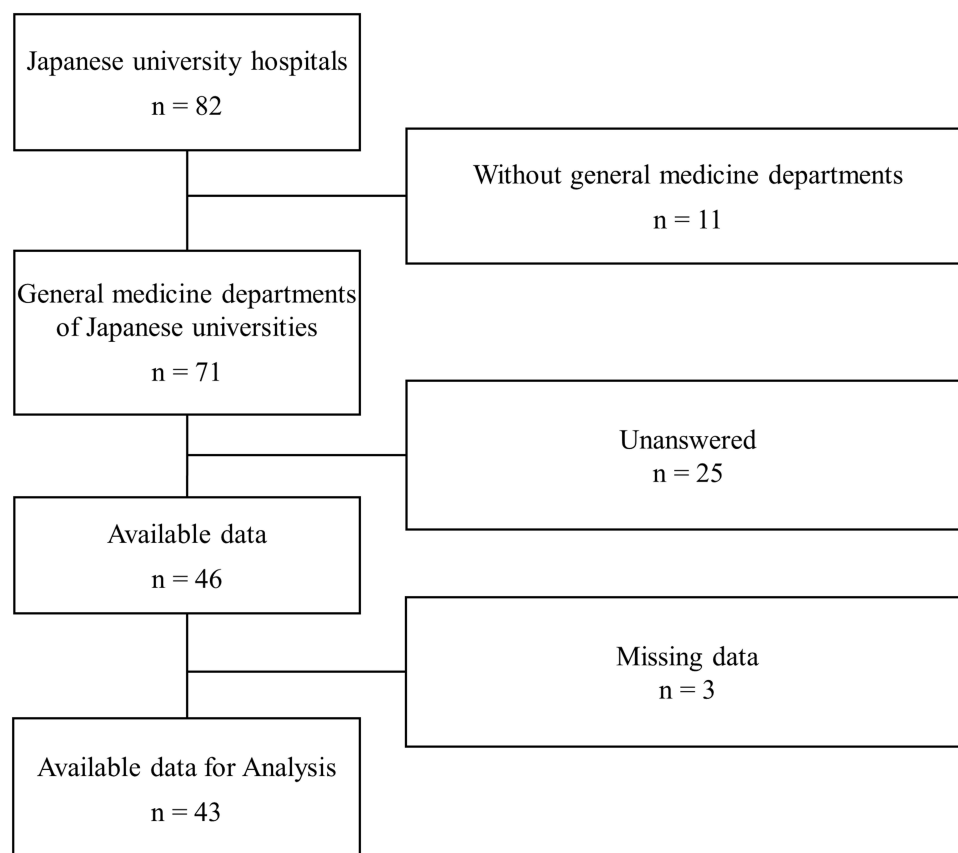 Japanese university hospitals
n = 82
Without general medicine departments
n = 11
General medicine departments
of Japanese universities
n = 71
Unanswered
n = 25
Available data
n = 46
Missing data
n = 3
Available data for Analysis
n = 43